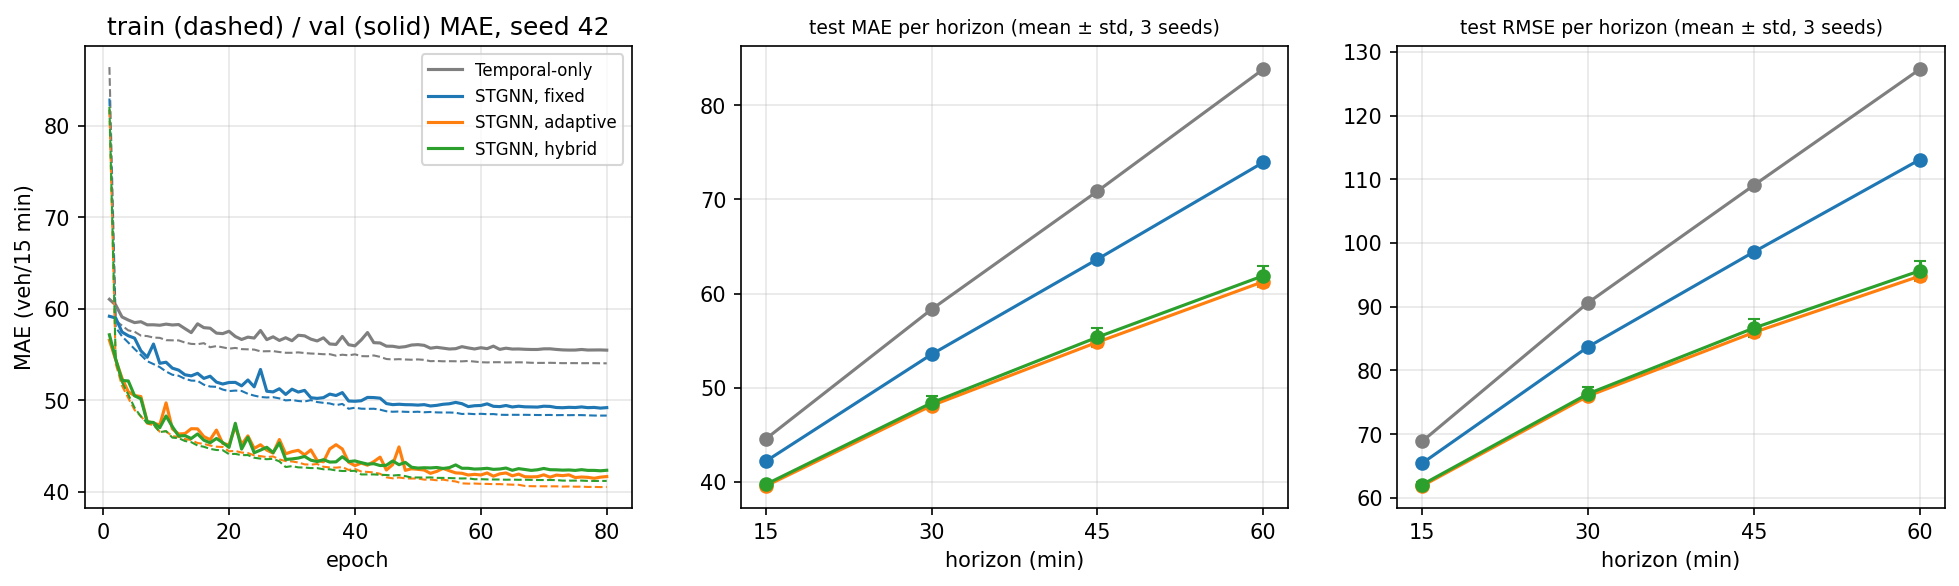 train (dashed) / val (solid) MAE, seed 42
MAE (veh/15 min)
80
70
60
50
40
0
20
40
60
80
epoch
Temporal-only
STGNN, fixed
STGNN, adaptive
STGNN, hybrid
test MAE per horizon (mean ± std, 3 seeds)
80
70
60
50
40
15
30
45
60
horizon (min)
test RMSE per horizon (mean ± std, 3 seeds)
130
120
110
100
90
80
70
60
15
30
45
60
horizon (min)